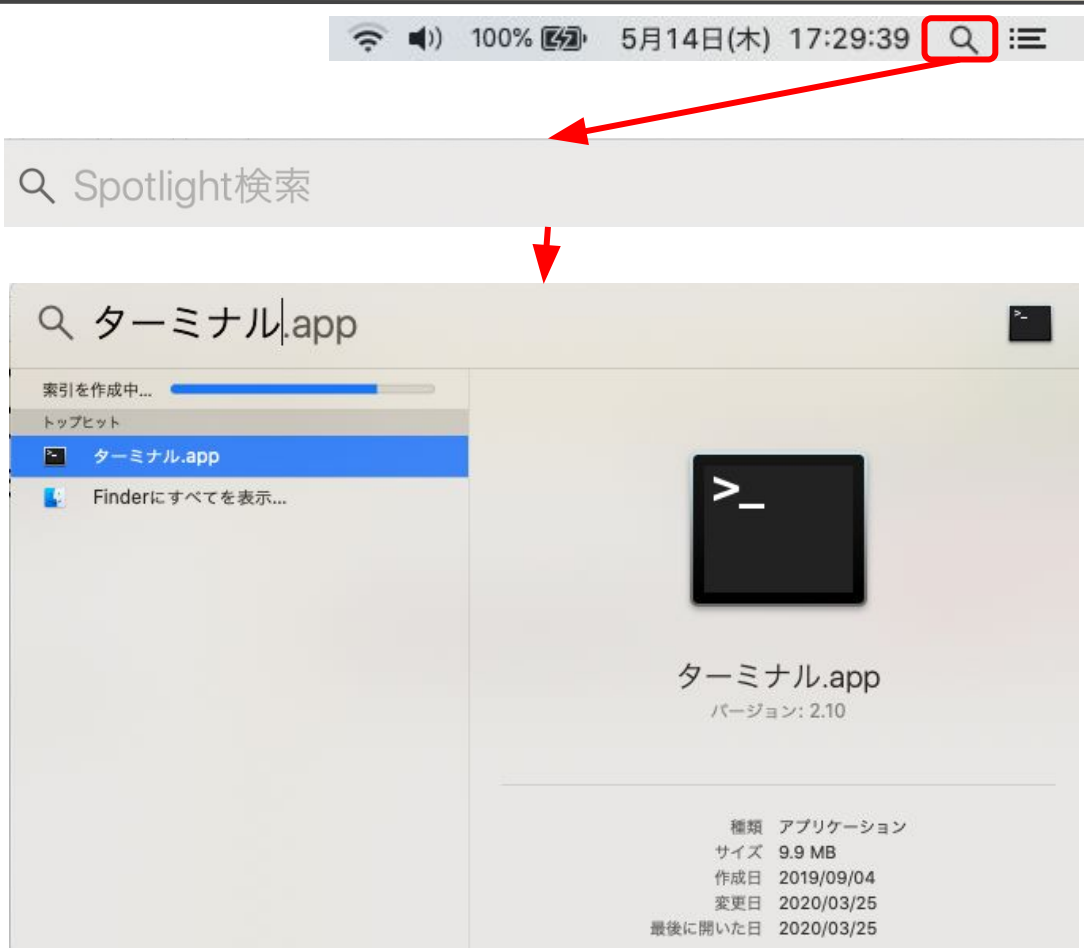 100% 5月14日(木) 17:29:39
Spotlight検索
ターミナル.app
索引を作成中...
トップヒット
ターミナル.app
Finderにすべてを表示...
>_
ターミナル.app
バージョン: 2.10
種類 アプリケーション
サイズ 9.9 MB
作成日 2019/09/04
変更日 2020/03/25
最後に開いた日 2020/03/25